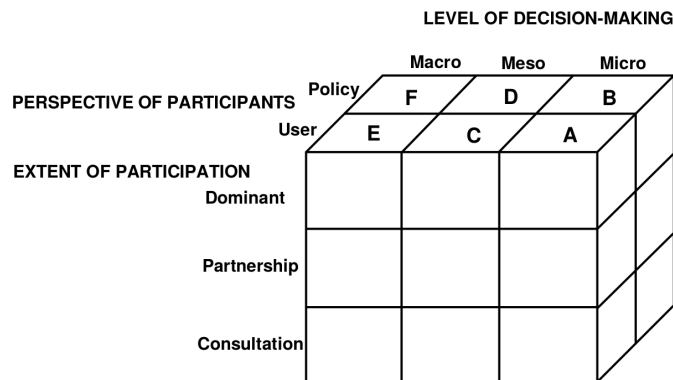 LEVEL OF DECISION-MAKING
Macro Meso Micro
Policy
PERSPECTIVE OF PARTICIPANTS
F D B
User
E C A
EXTENT OF PARTICIPATION
Dominant
Partnership
Consultation